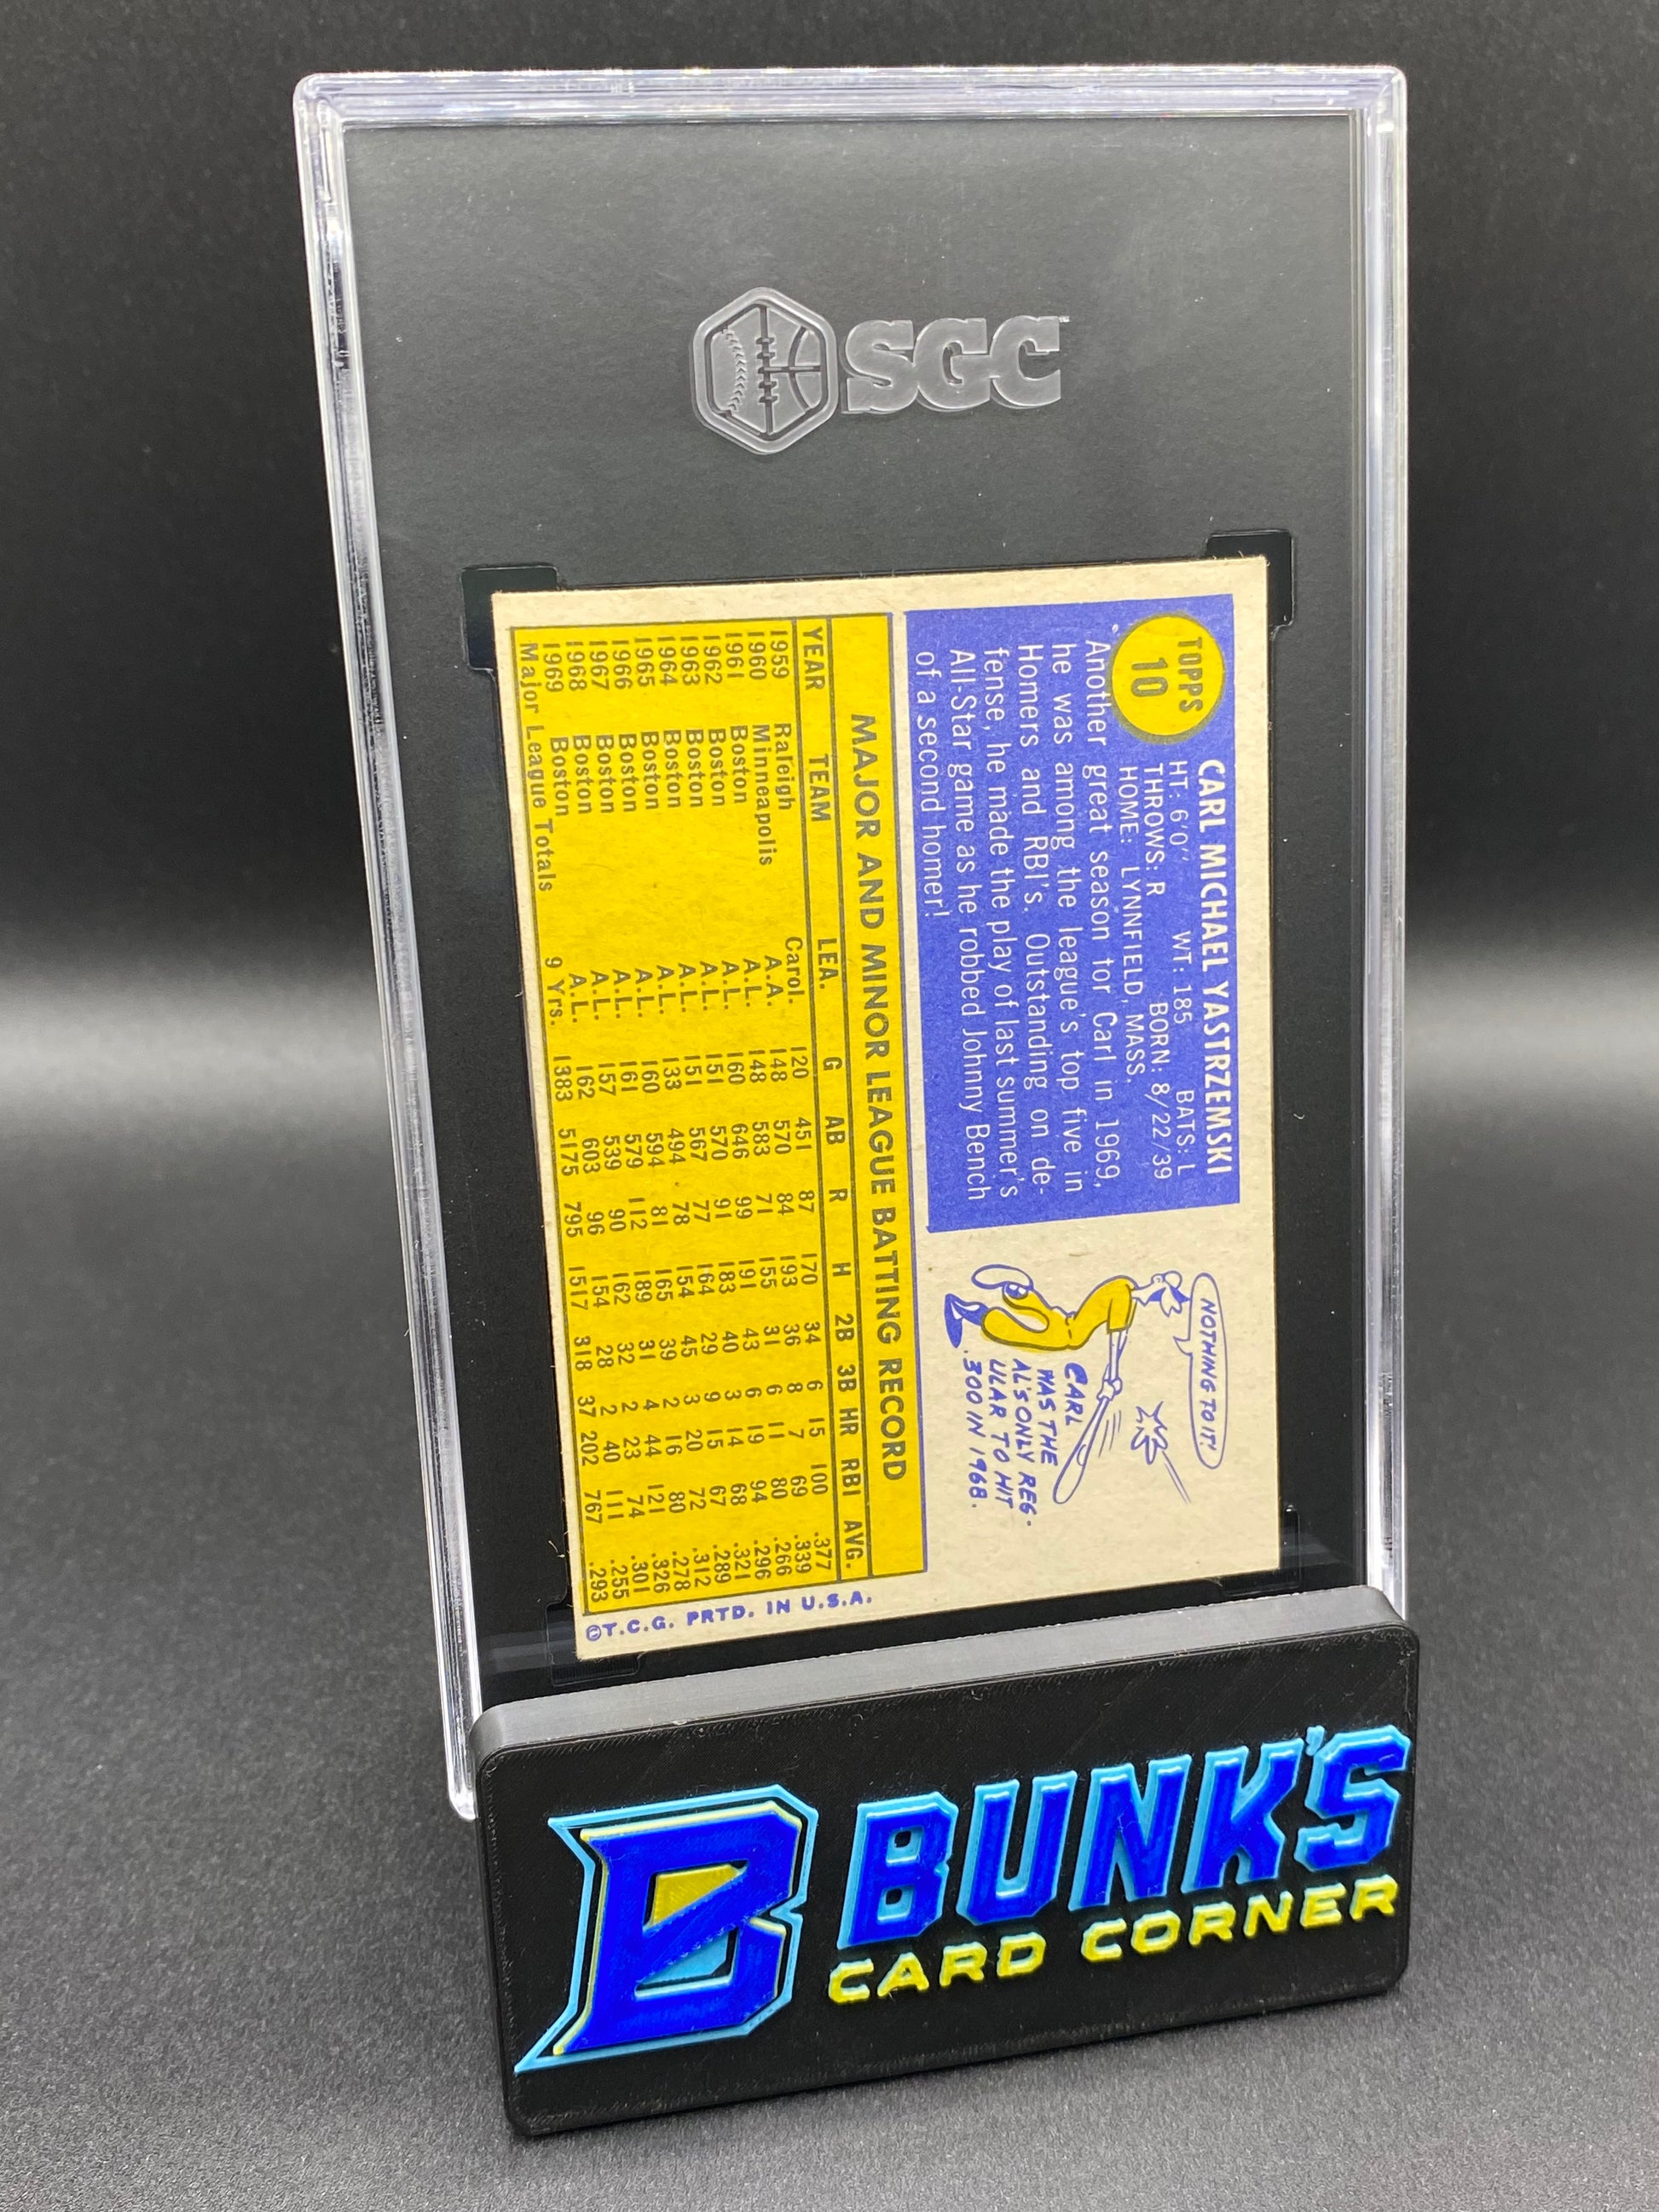 SGC
TOPPS
10
CARL MICHAEL YASTRZEMSKI
HT: 6'0" WT: 185 BATS: L
THROWS: R BORN: 8/22/39
HOME: LYNNFIELD, MASS.
Another great season for Carl in 1969,
he was among the league's top five in
Homers and RBI's. Outstanding on de-
fense, he made the play of last summer's
All-Star game as he robbed Johnny Bench
of a second homer!
NOTHING TO IT!
CARL
WAS THE
AL'S ONLY REG-
ULAR TO HIT
.300 IN 1968.
MAJOR AND MINOR LEAGUE BATTING RECORD
YEAR TEAM LEA. G AB R H 2B 3B HR RBI AVG.
1959 Raleigh Carol. 120 451 87 170 34 6 15 100 .377
1960 Minneapolis A.A. 148 570 84 193 36 8 7 69 .339
1961 Boston A.L. 148 583 71 155 31 6 11 80 .266
1962 Boston A.L. 160 646 99 191 43 6 19 94 .296
1963 Boston A.L. 151 570 91 183 40 3 14 68 .321
1964 Boston A.L. 151 567 77 164 29 9 15 67 .289
1965 Boston A.L. 133 494 78 154 45 3 20 72 .312
1966 Boston A.L. 160 594 81 165 39 2 16 80 .278
1967 Boston A.L. 161 579 112 189 31 4 44 121 .326
1968 Boston A.L. 157 539 90 162 32 2 23 74 .301
1969 Boston A.L. 162 603 96 154 28 2 40 111 .255
Major League Totals 9 Yrs. 1383 5175 795 1517 318 37 202 767 .293
©T.C.G. PRTD. IN U.S.A.
B BUNK'S
CARD CORNER